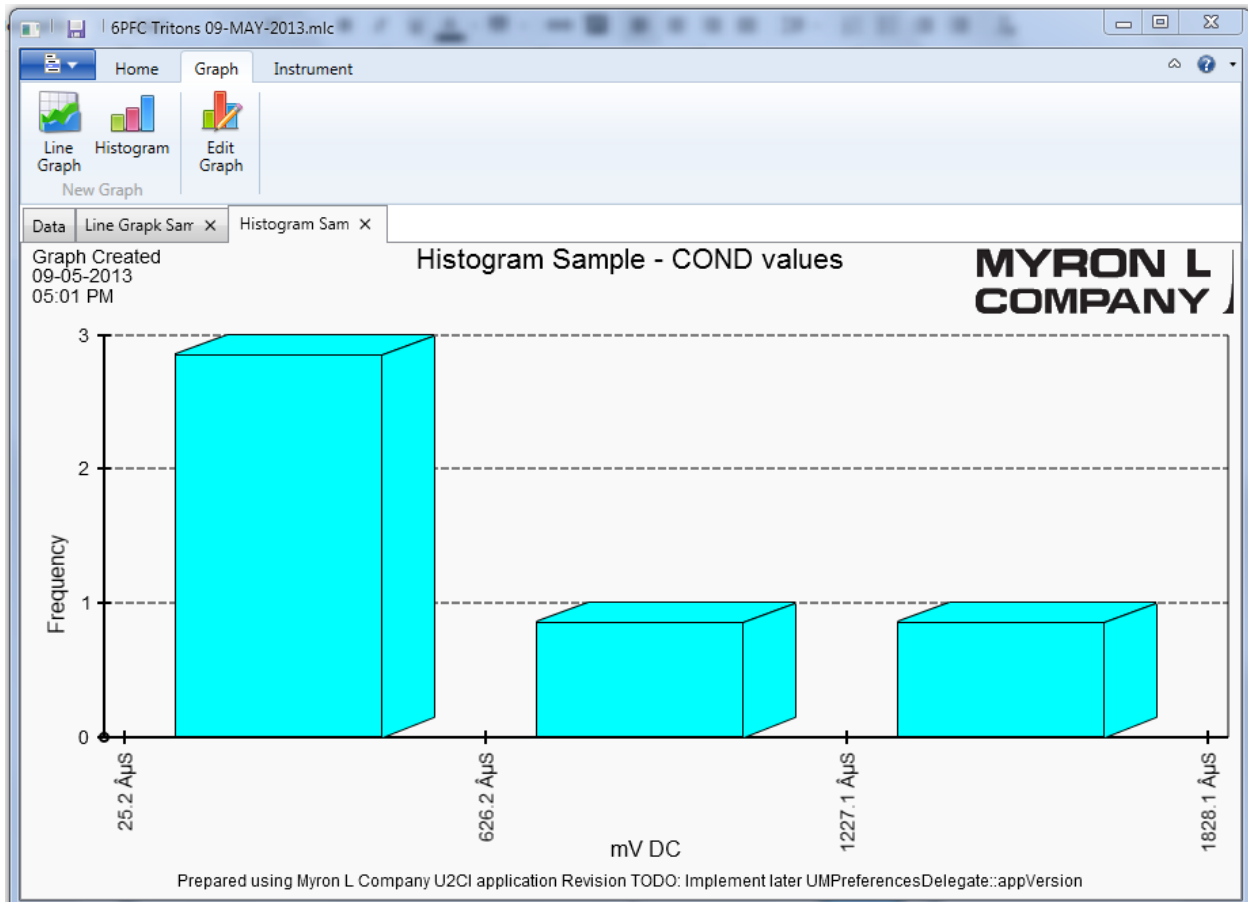 6PFC Tritons 09-MAY-2013.mlc
Home Graph Instrument
Line Graph
Histogram
Edit Graph
New Graph
Data
Line Grapk Sam
Histogram Sam
Graph Created
09-05-2013
05:01 PM
Histogram Sample - COND values
MYRON L
COMPANY
3
2
1
0
Frequency
25.2 ÂµS
626.2 ÂµS
1227.1 ÂµS
1828.1 ÂµS
mV DC
Prepared using Myron L Company U2CI application Revision TODO: Implement later UMPreferencesDelegate::appVersion